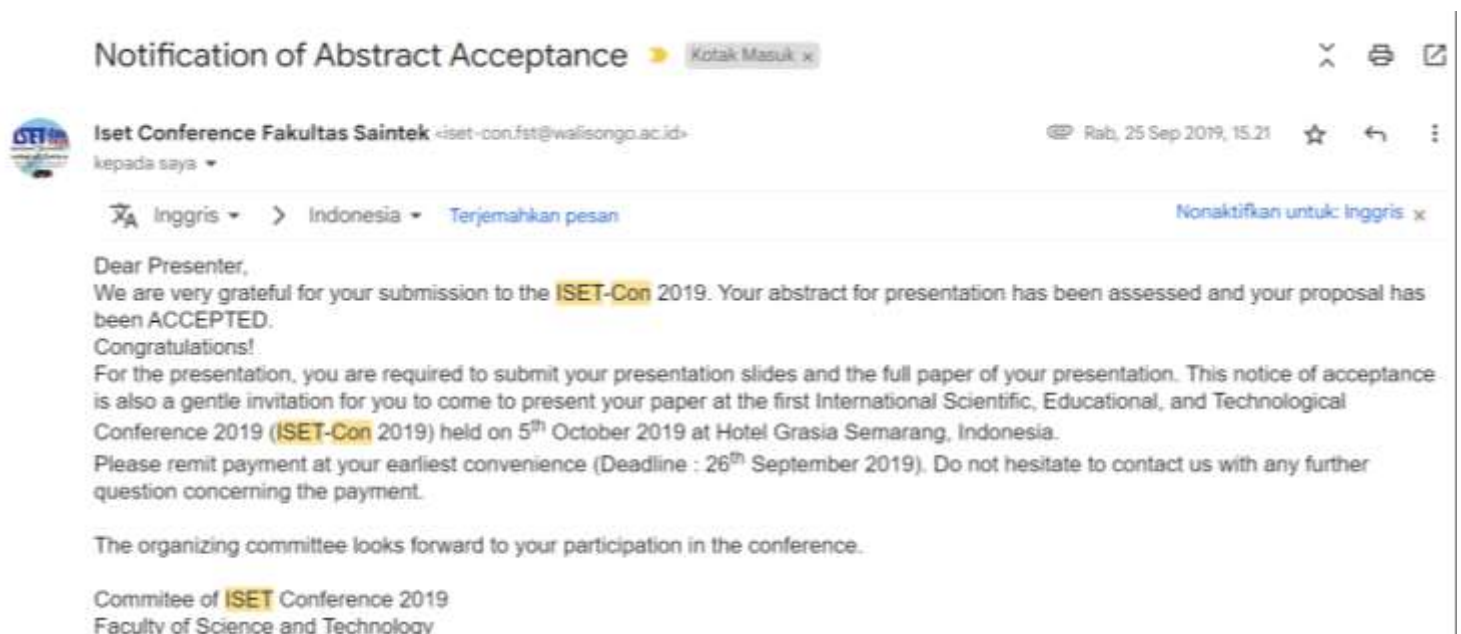 Notification of Abstract Acceptance Kotak Masuk x
Iset Conference Fakultas Saintek <iset-con.fst@walisongo.ac.id> Rab, 25 Sep 2019, 15.21
kepada saya
Inggris > Indonesia Terjemahkan pesan Nonaktifkan untuk: Inggris x
Dear Presenter,
We are very grateful for your submission to the ISET-Con 2019. Your abstract for presentation has been assessed and your proposal has
been ACCEPTED.
Congratulations!
For the presentation, you are required to submit your presentation slides and the full paper of your presentation. This notice of acceptance
is also a gentle invitation for you to come to present your paper at the first International Scientific, Educational, and Technological
Conference 2019 (ISET-Con 2019) held on 5th October 2019 at Hotel Grasia Semarang, Indonesia.
Please remit payment at your earliest convenience (Deadline : 26th September 2019). Do not hesitate to contact us with any further
question concerning the payment.
The organizing committee looks forward to your participation in the conference.
Commitee of ISET Conference 2019
Faculty of Science and Technology